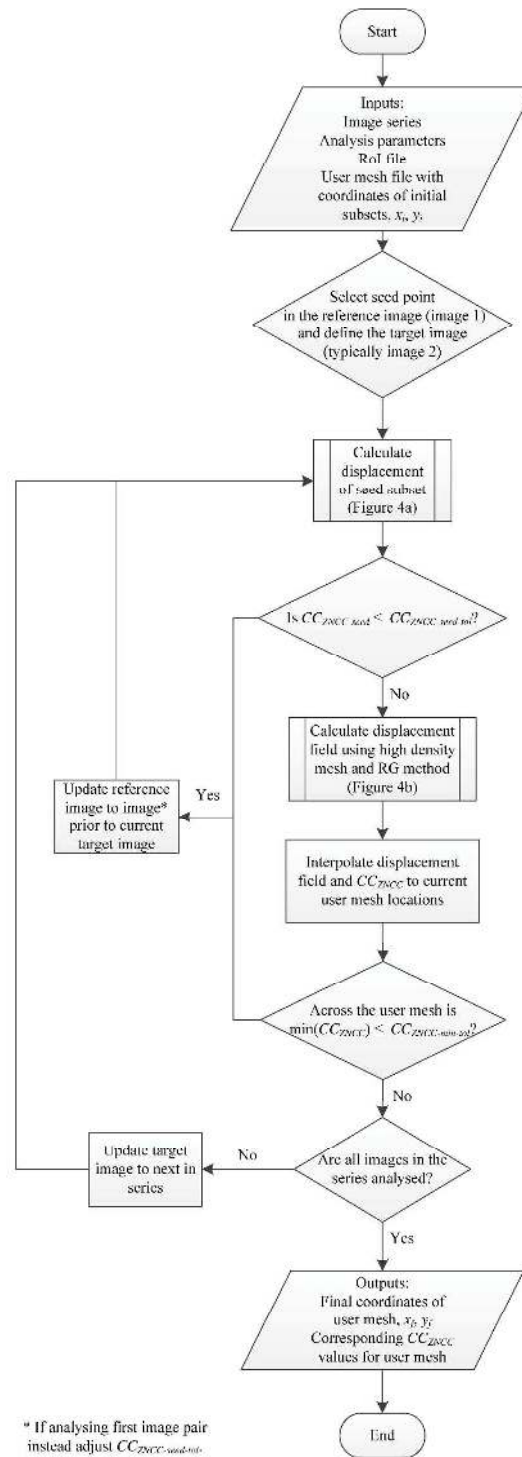 Start
Inputs:
Image series
Analysis parameters
RoI file
User mesh file with
coordinates of initial
subsets, xᵢ, yᵢ
Select seed point
in the reference image (image 1)
and define the target image
(typically image 2)
Calculate
displacement
of seed subset
(Figure 4a)
Is CC_ZNCC-seed < CC_ZNCC-seed-tol?
No
Calculate displacement
field using high density
mesh and RG method
(Figure 4b)
Yes
Update reference
image to image*
prior to current
target image
Interpolate displacement
field and CC_ZNCC to current
user mesh locations
Across the user mesh is
min(CC_ZNCC) < CC_ZNCC-min-tol?
No
Are all images in the
series analysed?
No
Update target
image to next in
series
Yes
Outputs:
Final coordinates of
user mesh, x_f, y_f
Corresponding CC_ZNCC
values for user mesh
End
* If analysing first image pair
instead adjust CC_ZNCC-seed-tol.